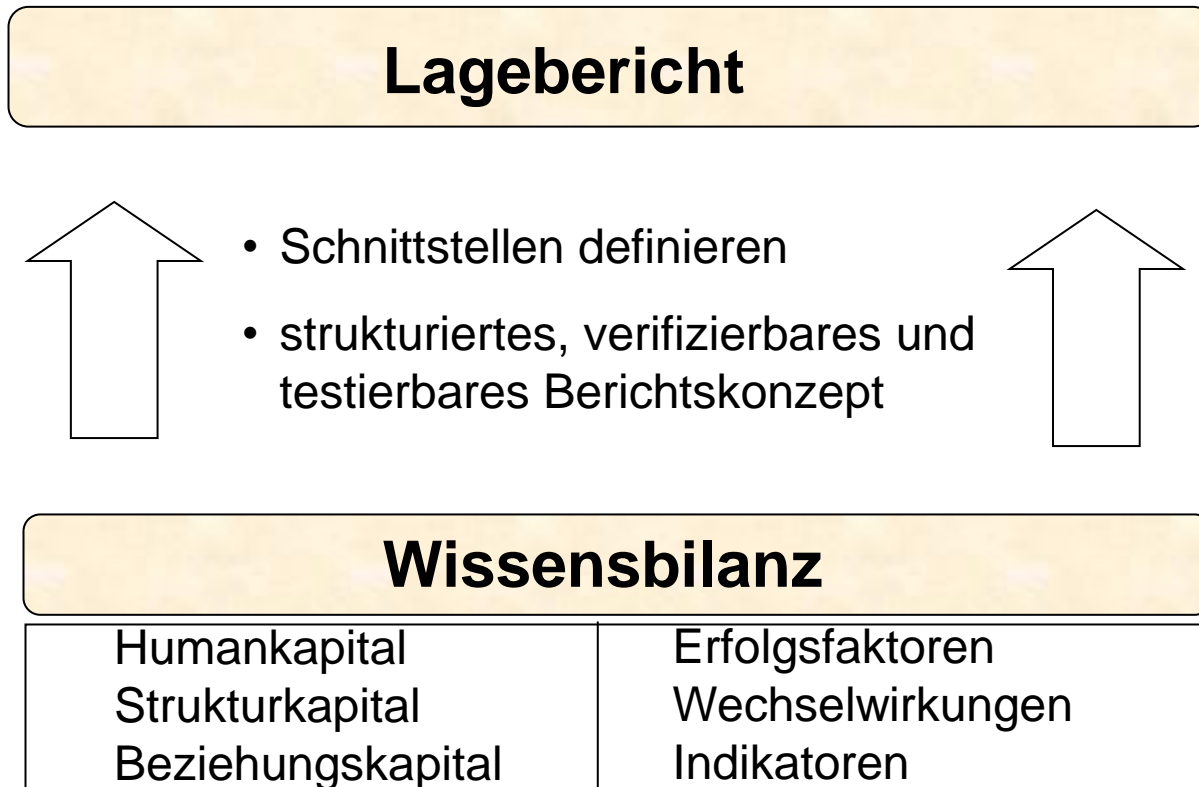 Lagebericht
• Schnittstellen definieren
• strukturiertes, verifizierbares und
testierbares Berichtskonzept
Wissensbilanz
Humankapital
Strukturkapital
Beziehungskapital
Erfolgsfaktoren
Wechselwirkungen
Indikatoren